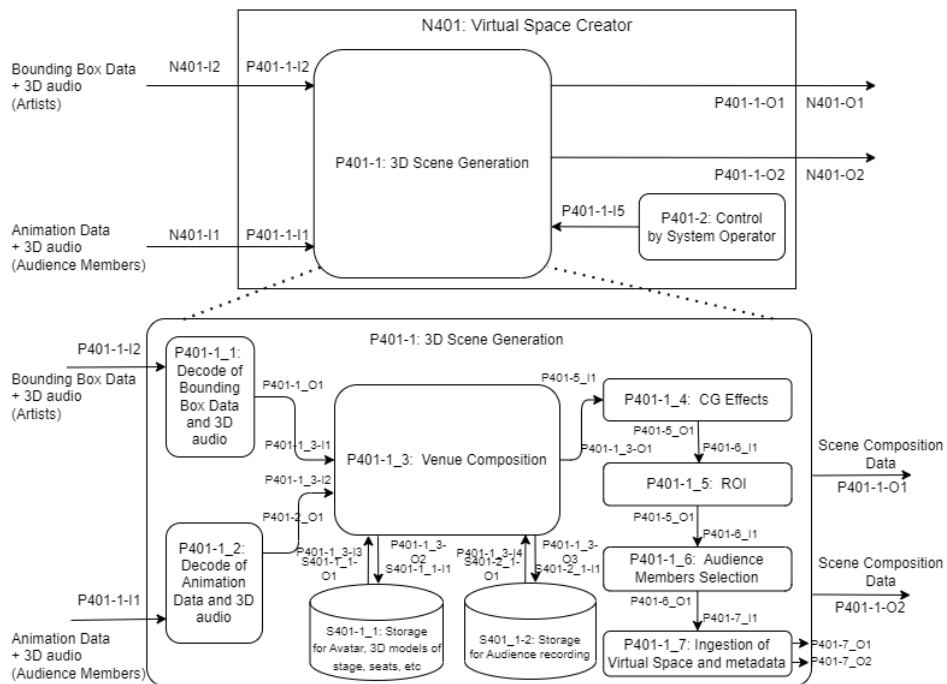 N401: Virtual Space Creator
Bounding Box Data
+ 3D audio
(Artists)
N401-I2
P401-1-I2
P401-1: 3D Scene Generation
P401-1-O1
N401-O1
P401-1-O2
N401-O2
P401-1-I5
P401-2: Control
by System Operator
Animation Data
+ 3D audio
(Audience Members)
N401-I1
P401-1-I1
P401-1: 3D Scene Generation
P401-1-I2
Bounding Box Data
+ 3D audio
(Artists)
P401-1_1:
Decode of
Bounding
Box Data
and 3D
audio
P401-1_O1
P401-1_3-I1
P401-1_3-I2
P401-2_O1
P401-1_2:
Decode of
Animation
Data and 3D
audio
P401-1-I1
Animation Data
+ 3D audio
(Audience Members)
P401-1_3: Venue Composition
P401-1_3-I3
S401-1_1-
O1
P401-1_3-
O2
S401-1_1-I1
P401-1_3-I4
S401-2_1-
O1
P401-1_3-
O3
S401-2_1-I1
S401-1_1: Storage
for Avatar, 3D models of
stage, seats, etc
S401_1-2: Storage
for Audience recording
P401-5_I1
P401-1_3-O1
P401-1_4: CG Effects
P401-5_O1
P401-6_I1
P401-1_5: ROI
P401-5_O1
P401-6_I1
P401-1_6: Audience
Members Selection
P401-6_O1
P401-7_I1
P401-1_7: Ingestion of
Virtual Space and metadata
P401-7_O1
P401-7_O2
Scene Composition
Data
P401-1-O1
Scene Composition
Data
P401-1-O2